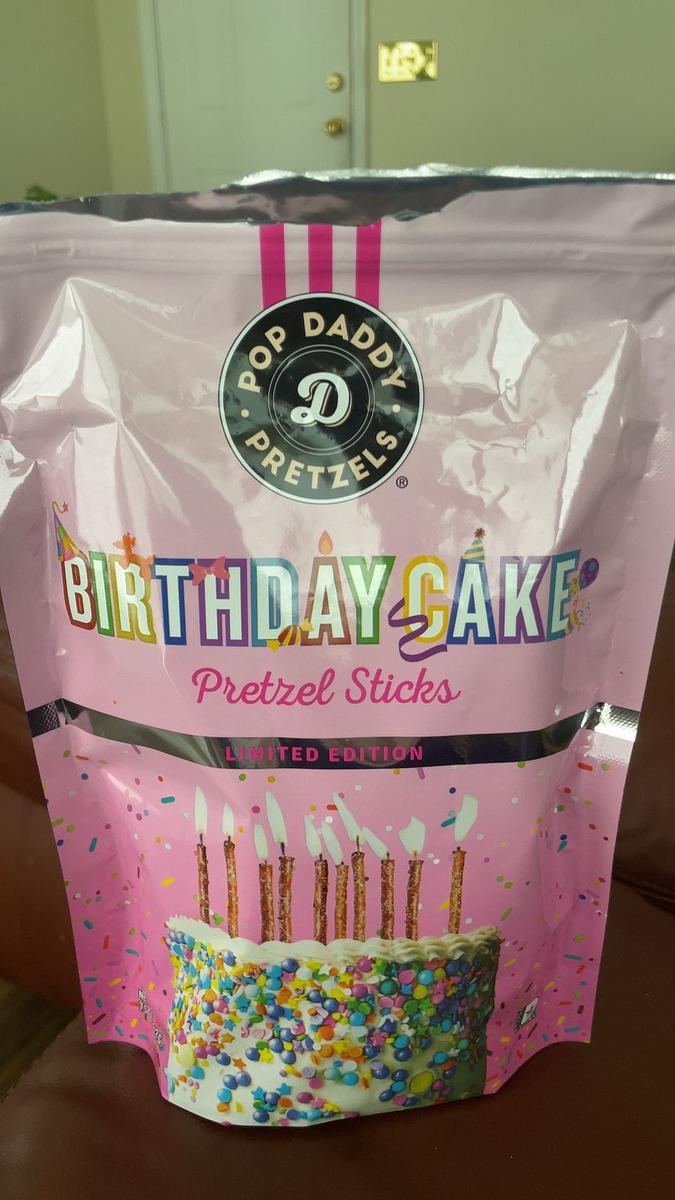 POP DADDY
D
PRETZELS
®
BIRTHDAY CAKE
Pretzel Sticks
LIMITED EDITION